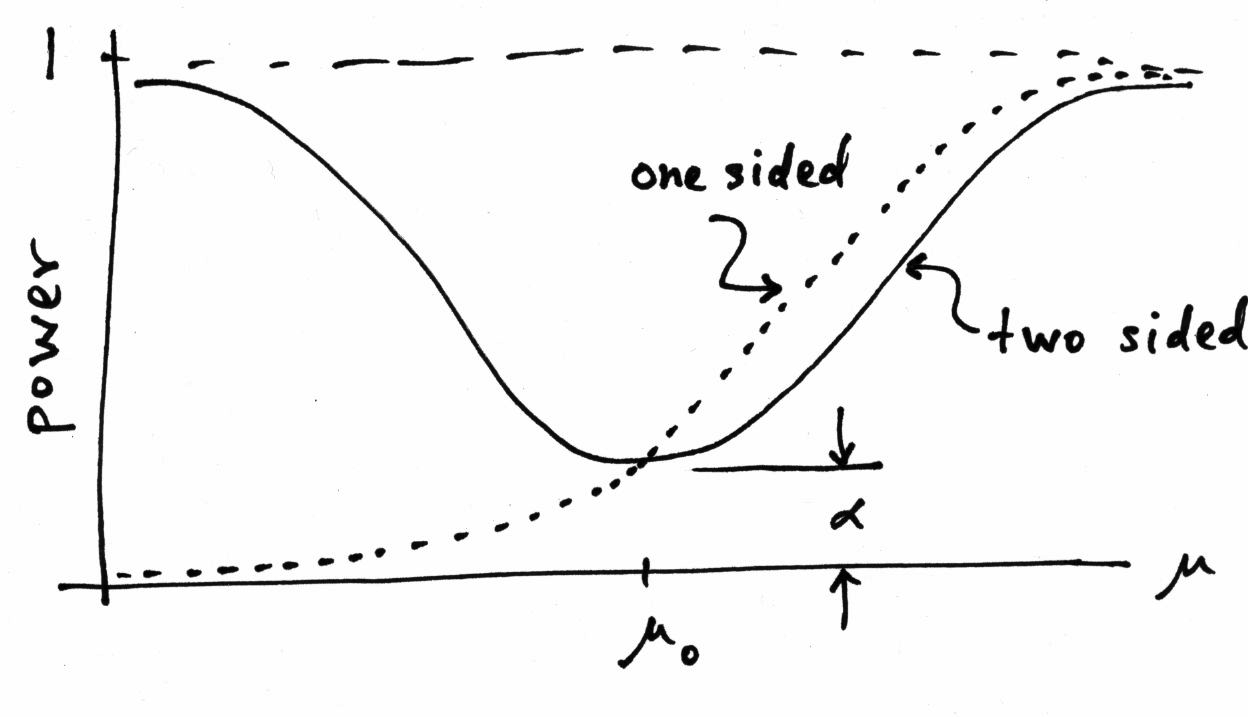 1
one sided
power
two sided
α
μ
μ₀